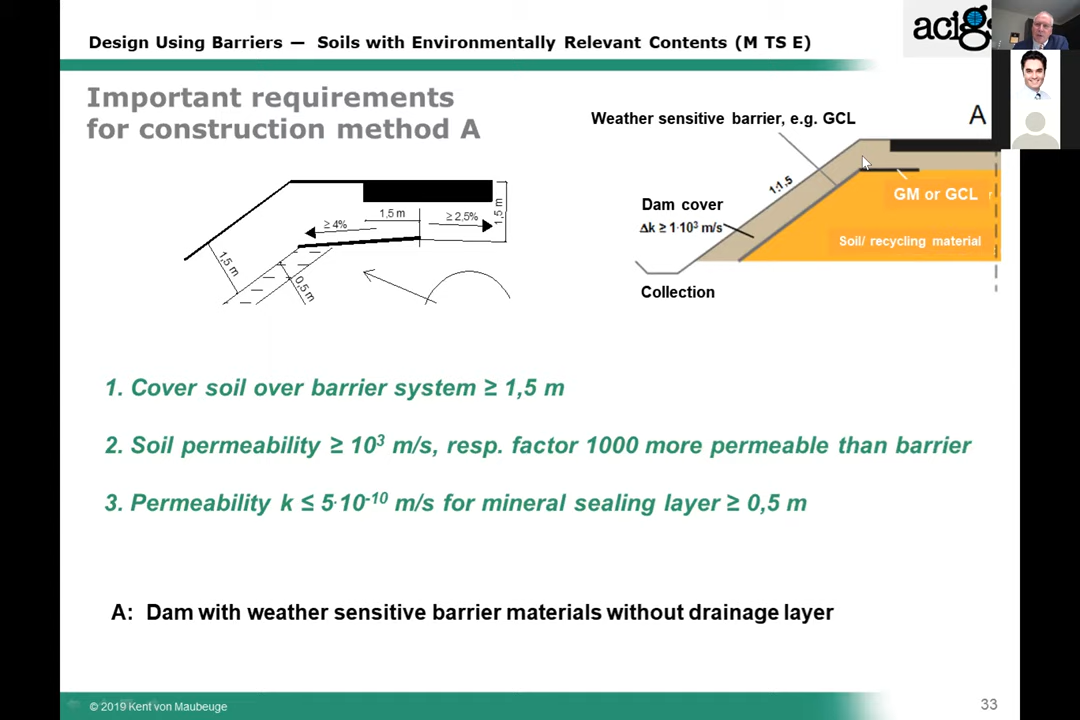 Design Using Barriers — Soils with Environmentally Relevant Contents (M TS E)
acigs
Important requirements
for construction method A
Weather sensitive barrier, e.g. GCL
A
1:1,5
GM or GCL
Dam cover
Δk ≥ 1·10³ m/s
Soil/ recycling material
Collection
1,5 m
≥ 2,5%
≥ 4%
1,5 m
1,5 m
0,5 m
1. Cover soil over barrier system ≥ 1,5 m
2. Soil permeability ≥ 10³ m/s, resp. factor 1000 more permeable than barrier
3. Permeability k ≤ 5·10⁻¹⁰ m/s for mineral sealing layer ≥ 0,5 m
A: Dam with weather sensitive barrier materials without drainage layer
© 2019 Kent von Maubeuge
33